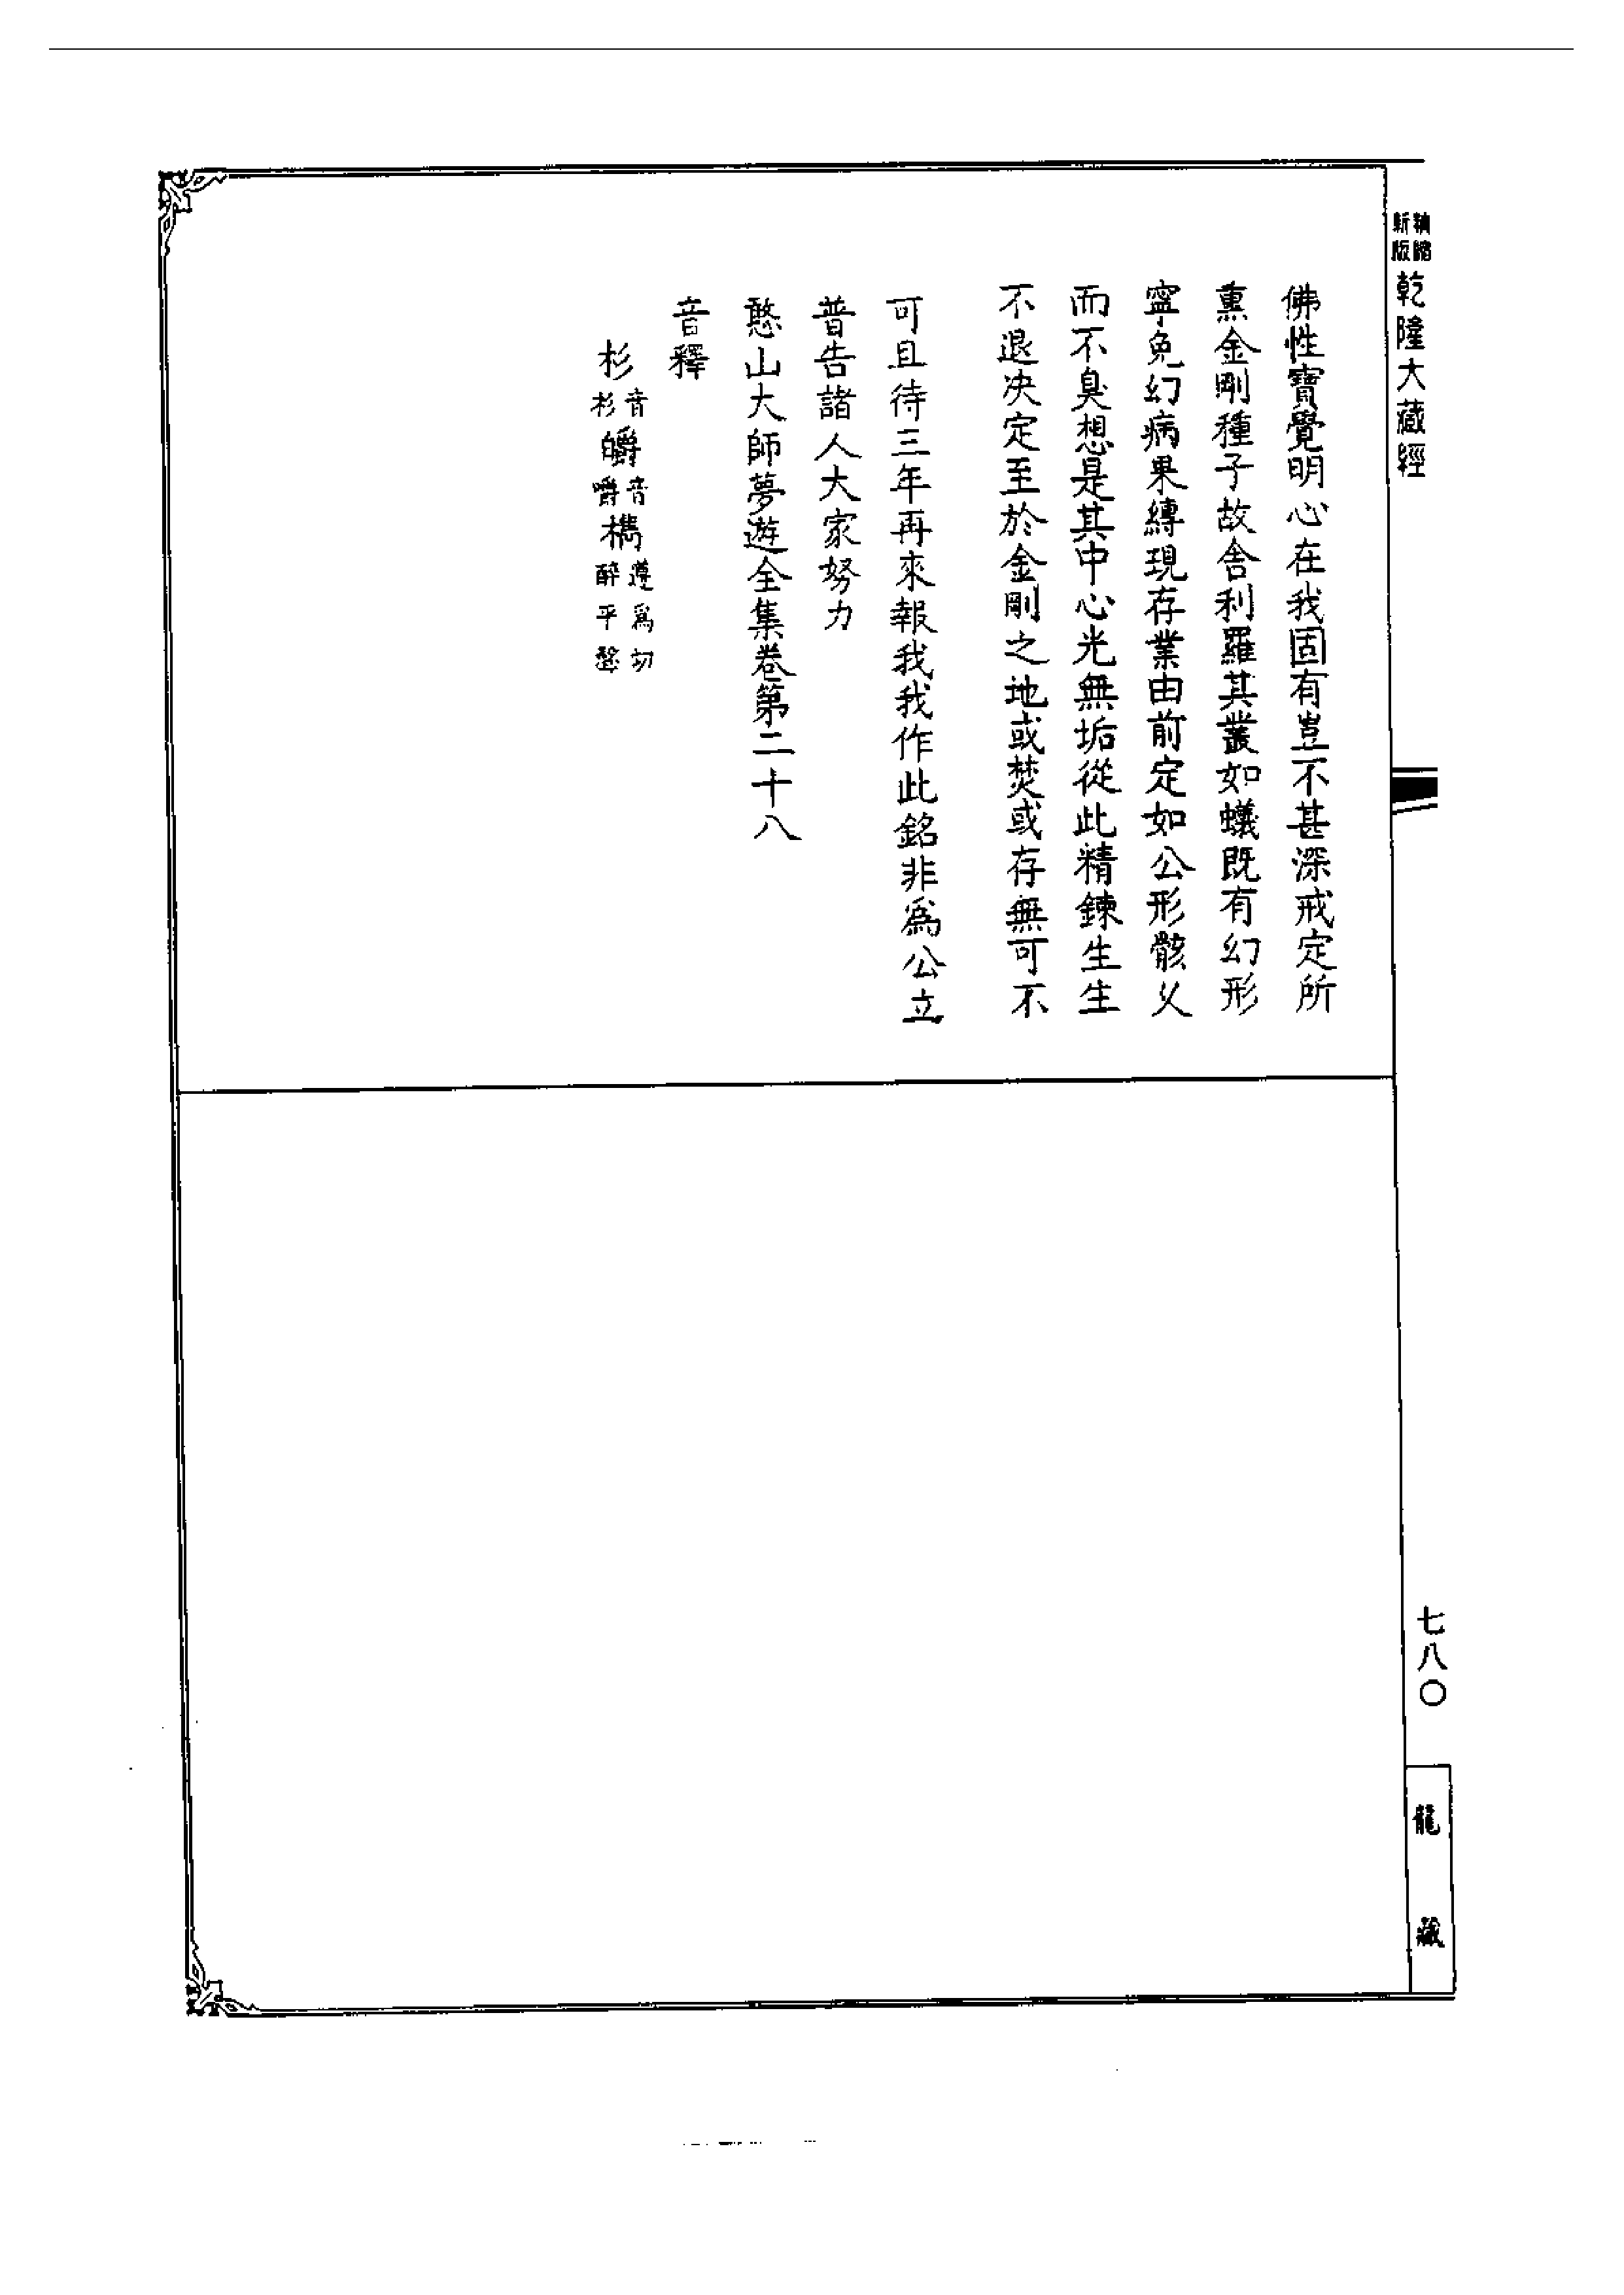 新版
乾隆大藏經
佛性寶覺明心在我固有豈不甚深戒定所
熏金剛種子故舍利羅其叢如蟻既有幻形
寧免幻病果縛現存業由前定如公形骸火
而不臭想是其中心光無垢從此精鍊生生
不退決定至於金剛之地或焚或存無可不
可且待三年再來報我我作此銘非爲公立
普告諸人大家努力
憨山大師夢遊全集卷第二十八
音釋
杉音杉皭音嚼檇遵爲切醉平聲
七八〇
龍藏